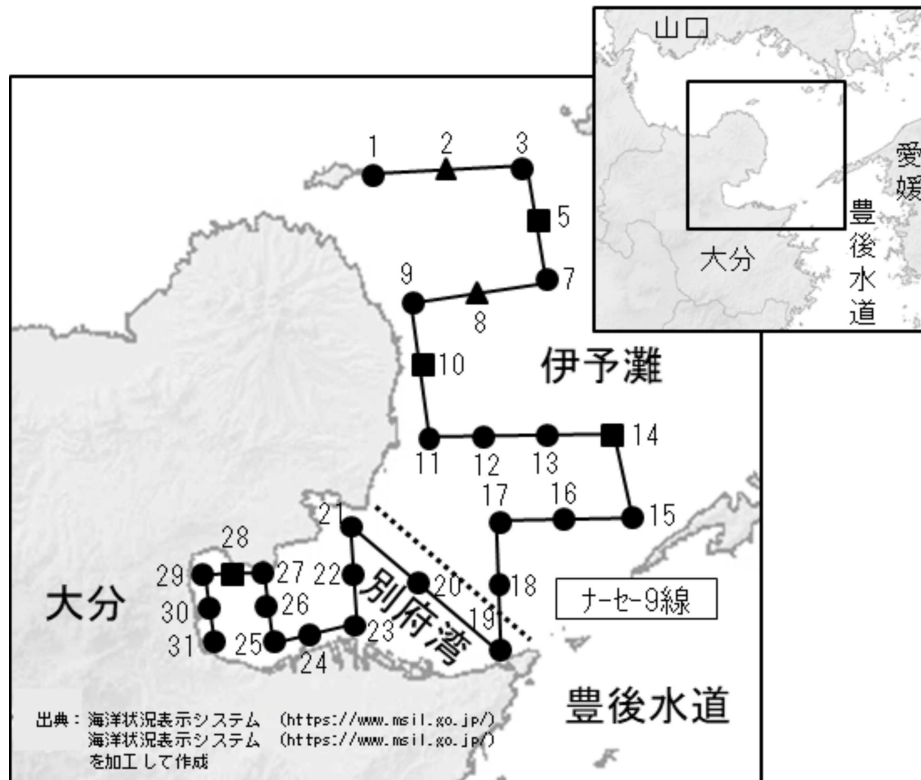 山口
愛媛
豊後水道
大分
1
2
3
5
7
8
9
10
伊予灘
11
12
13
14
15
16
17
18
19
20
21
22
23
24
25
26
27
28
29
30
31
別府湾
大分
ナーセー9線
豊後水道
出典：海洋状況表示システム （https://www.msil.go.jp/）
海洋状況表示システム （https://www.msil.go.jp/）
を加工して作成